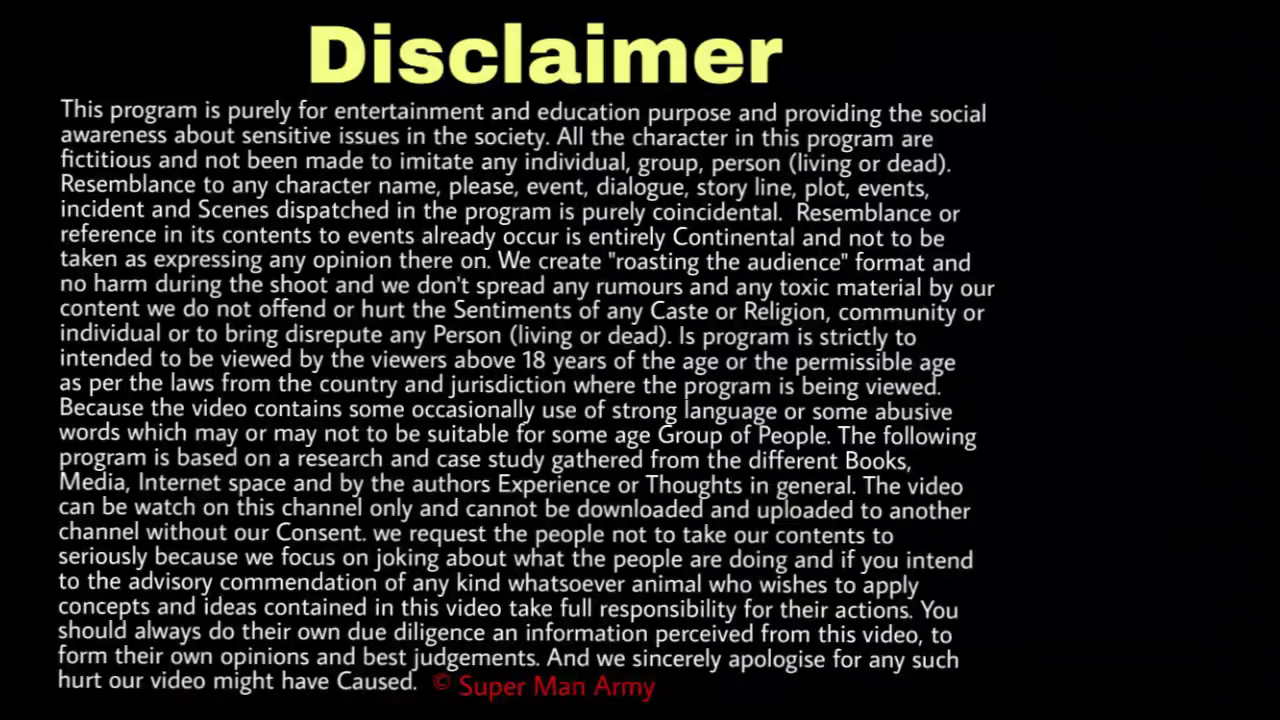 Disclaimer
This program is purely for entertainment and education purpose and providing the social
awareness about sensitive issues in the society. All the character in this program are
fictitious and not been made to imitate any individual, group, person (living or dead).
Resemblance to any character name, please, event, dialogue, story line, plot, events,
incident and Scenes dispatched in the program is purely coincidental.  Resemblance or
reference in its contents to events already occur is entirely Continental and not to be
taken as expressing any opinion there on. We create "roasting the audience" format and
no harm during the shoot and we don't spread any rumours and any toxic material by our
content we do not offend or hurt the Sentiments of any Caste or Religion, community or
individual or to bring disrepute any Person (living or dead). Is program is strictly to
intended to be viewed by the viewers above 18 years of the age or the permissible age
as per the laws from the country and jurisdiction where the program is being viewed.
Because the video contains some occasionally use of strong language or some abusive
words which may or may not to be suitable for some age Group of People. The following
program is based on a research and case study gathered from the different Books,
Media, Internet space and by the authors Experience or Thoughts in general. The video
can be watch on this channel only and cannot be downloaded and uploaded to another
channel without our Consent. we request the people not to take our contents to
seriously because we focus on joking about what the people are doing and if you intend
to the advisory commendation of any kind whatsoever animal who wishes to apply
concepts and ideas contained in this video take full responsibility for their actions. You
should always do their own due diligence an information perceived from this video, to
form their own opinions and best judgements. And we sincerely apologise for any such
hurt our video might have Caused. © Super Man Army